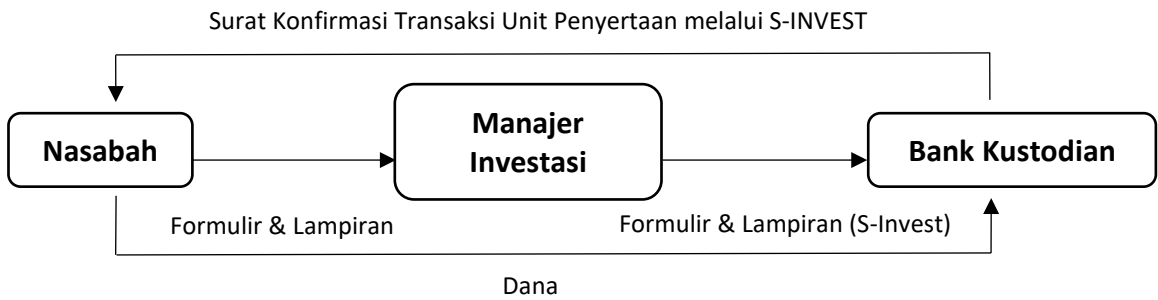 Surat Konfirmasi Transaksi Unit Penyertaan melalui S-INVEST
Nasabah
Manajer
Investasi
Bank Kustodian
Formulir & Lampiran
Formulir & Lampiran (S-Invest)
Dana